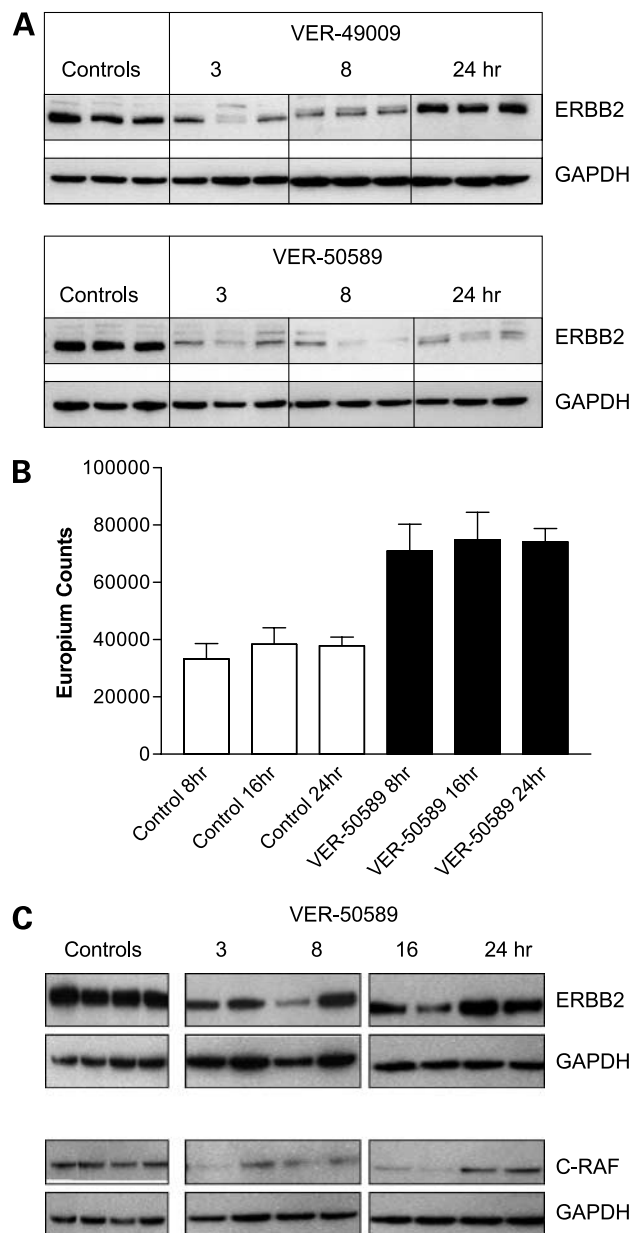 A
VER-49009
Controls 3 8 24 hr
ERBB2
GAPDH
VER-50589
Controls 3 8 24 hr
ERBB2
GAPDH
B
100000
80000
60000
40000
20000
0
Europium Counts
Control 8hr
Control 16hr
Control 24hr
VER-50589 8hr
VER-50589 16hr
VER-50589 24hr
C
VER-50589
Controls 3 8 16 24 hr
ERBB2
GAPDH
C-RAF
GAPDH